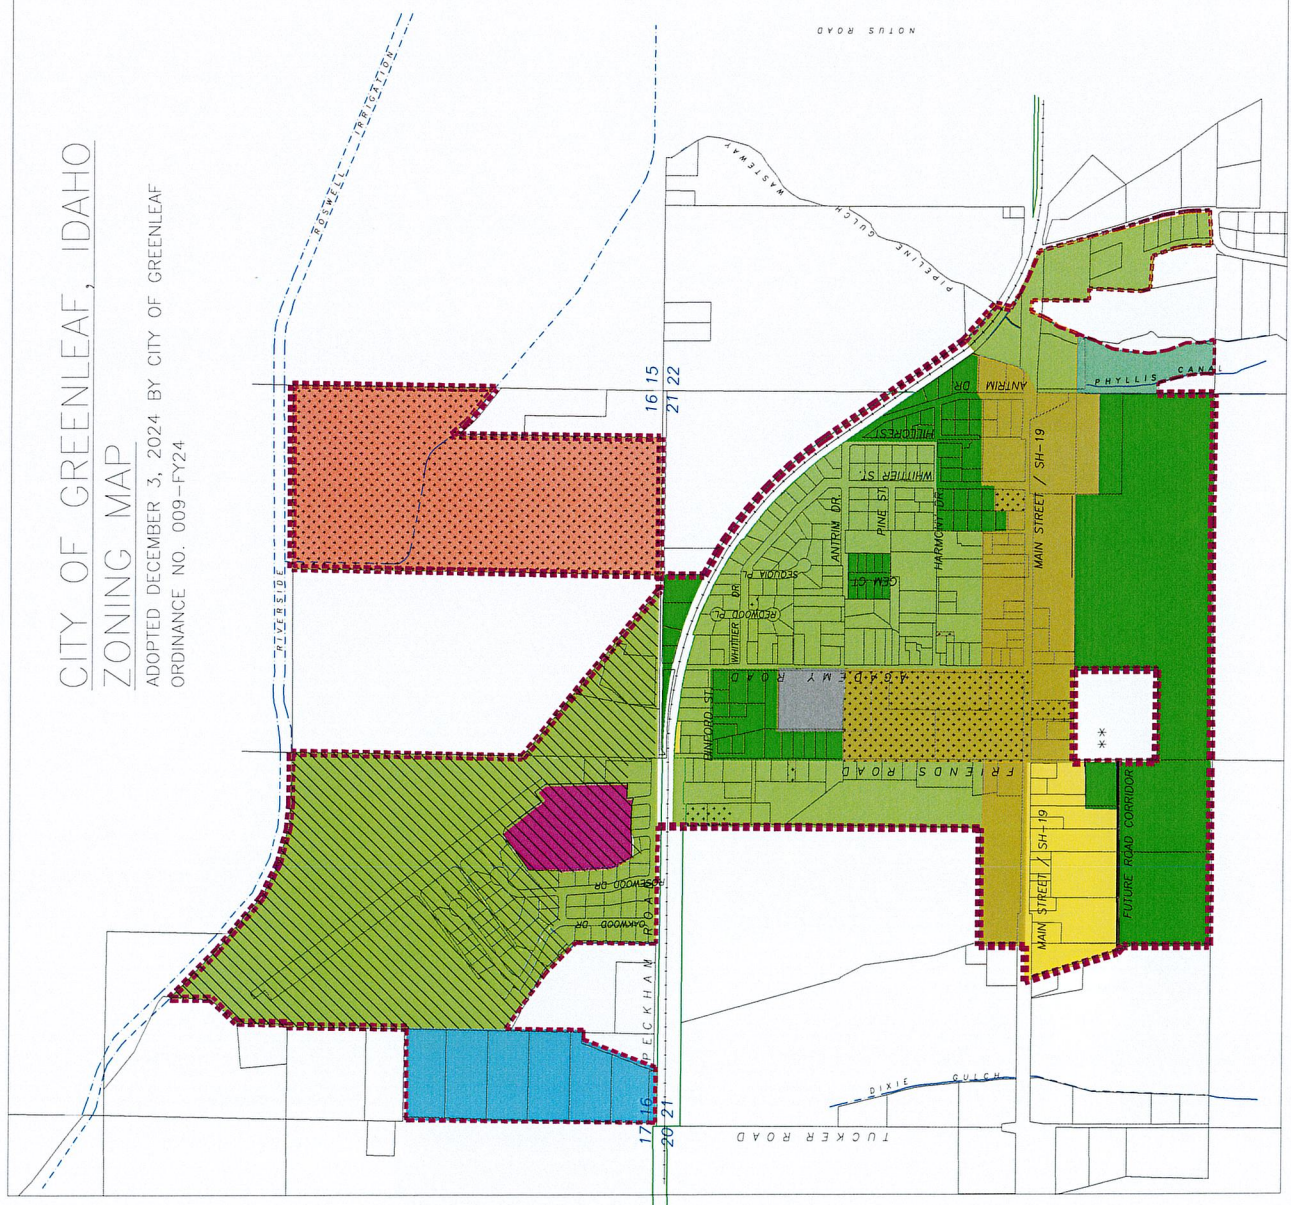 CITY OF GREENLEAF, IDAHO
ZONING MAP
ADOPTED DECEMBER 3, 2024 BY CITY OF GREENLEAF
ORDINANCE NO. 009-FY24
ROSWELL IRRIGATION
RIVERSIDE
NOTUS ROAD
PIPELINE GULCH WASTEWAY
16 15
21 22
PHYLLIS CANAL
ANTRIM DR
HILLCREST
WHITTIER ST.
ANTRIM DR.
PINE ST.
HARMONY DR.
MAIN STREET / SH-19
SEQUOIA PL
GEM CT
REDWOOD PL
WHITTIER DR
ACADEMY ROAD
BINFORD ST.
FRIENDS ROAD
**
MAIN STREET / SH-19
FUTURE ROAD CORRIDOR
ROSEWOOD DR
OAKWOOD DR
PECKHAM ROAD
DIXIE GULCH
17 16
20 21
TUCKER ROAD